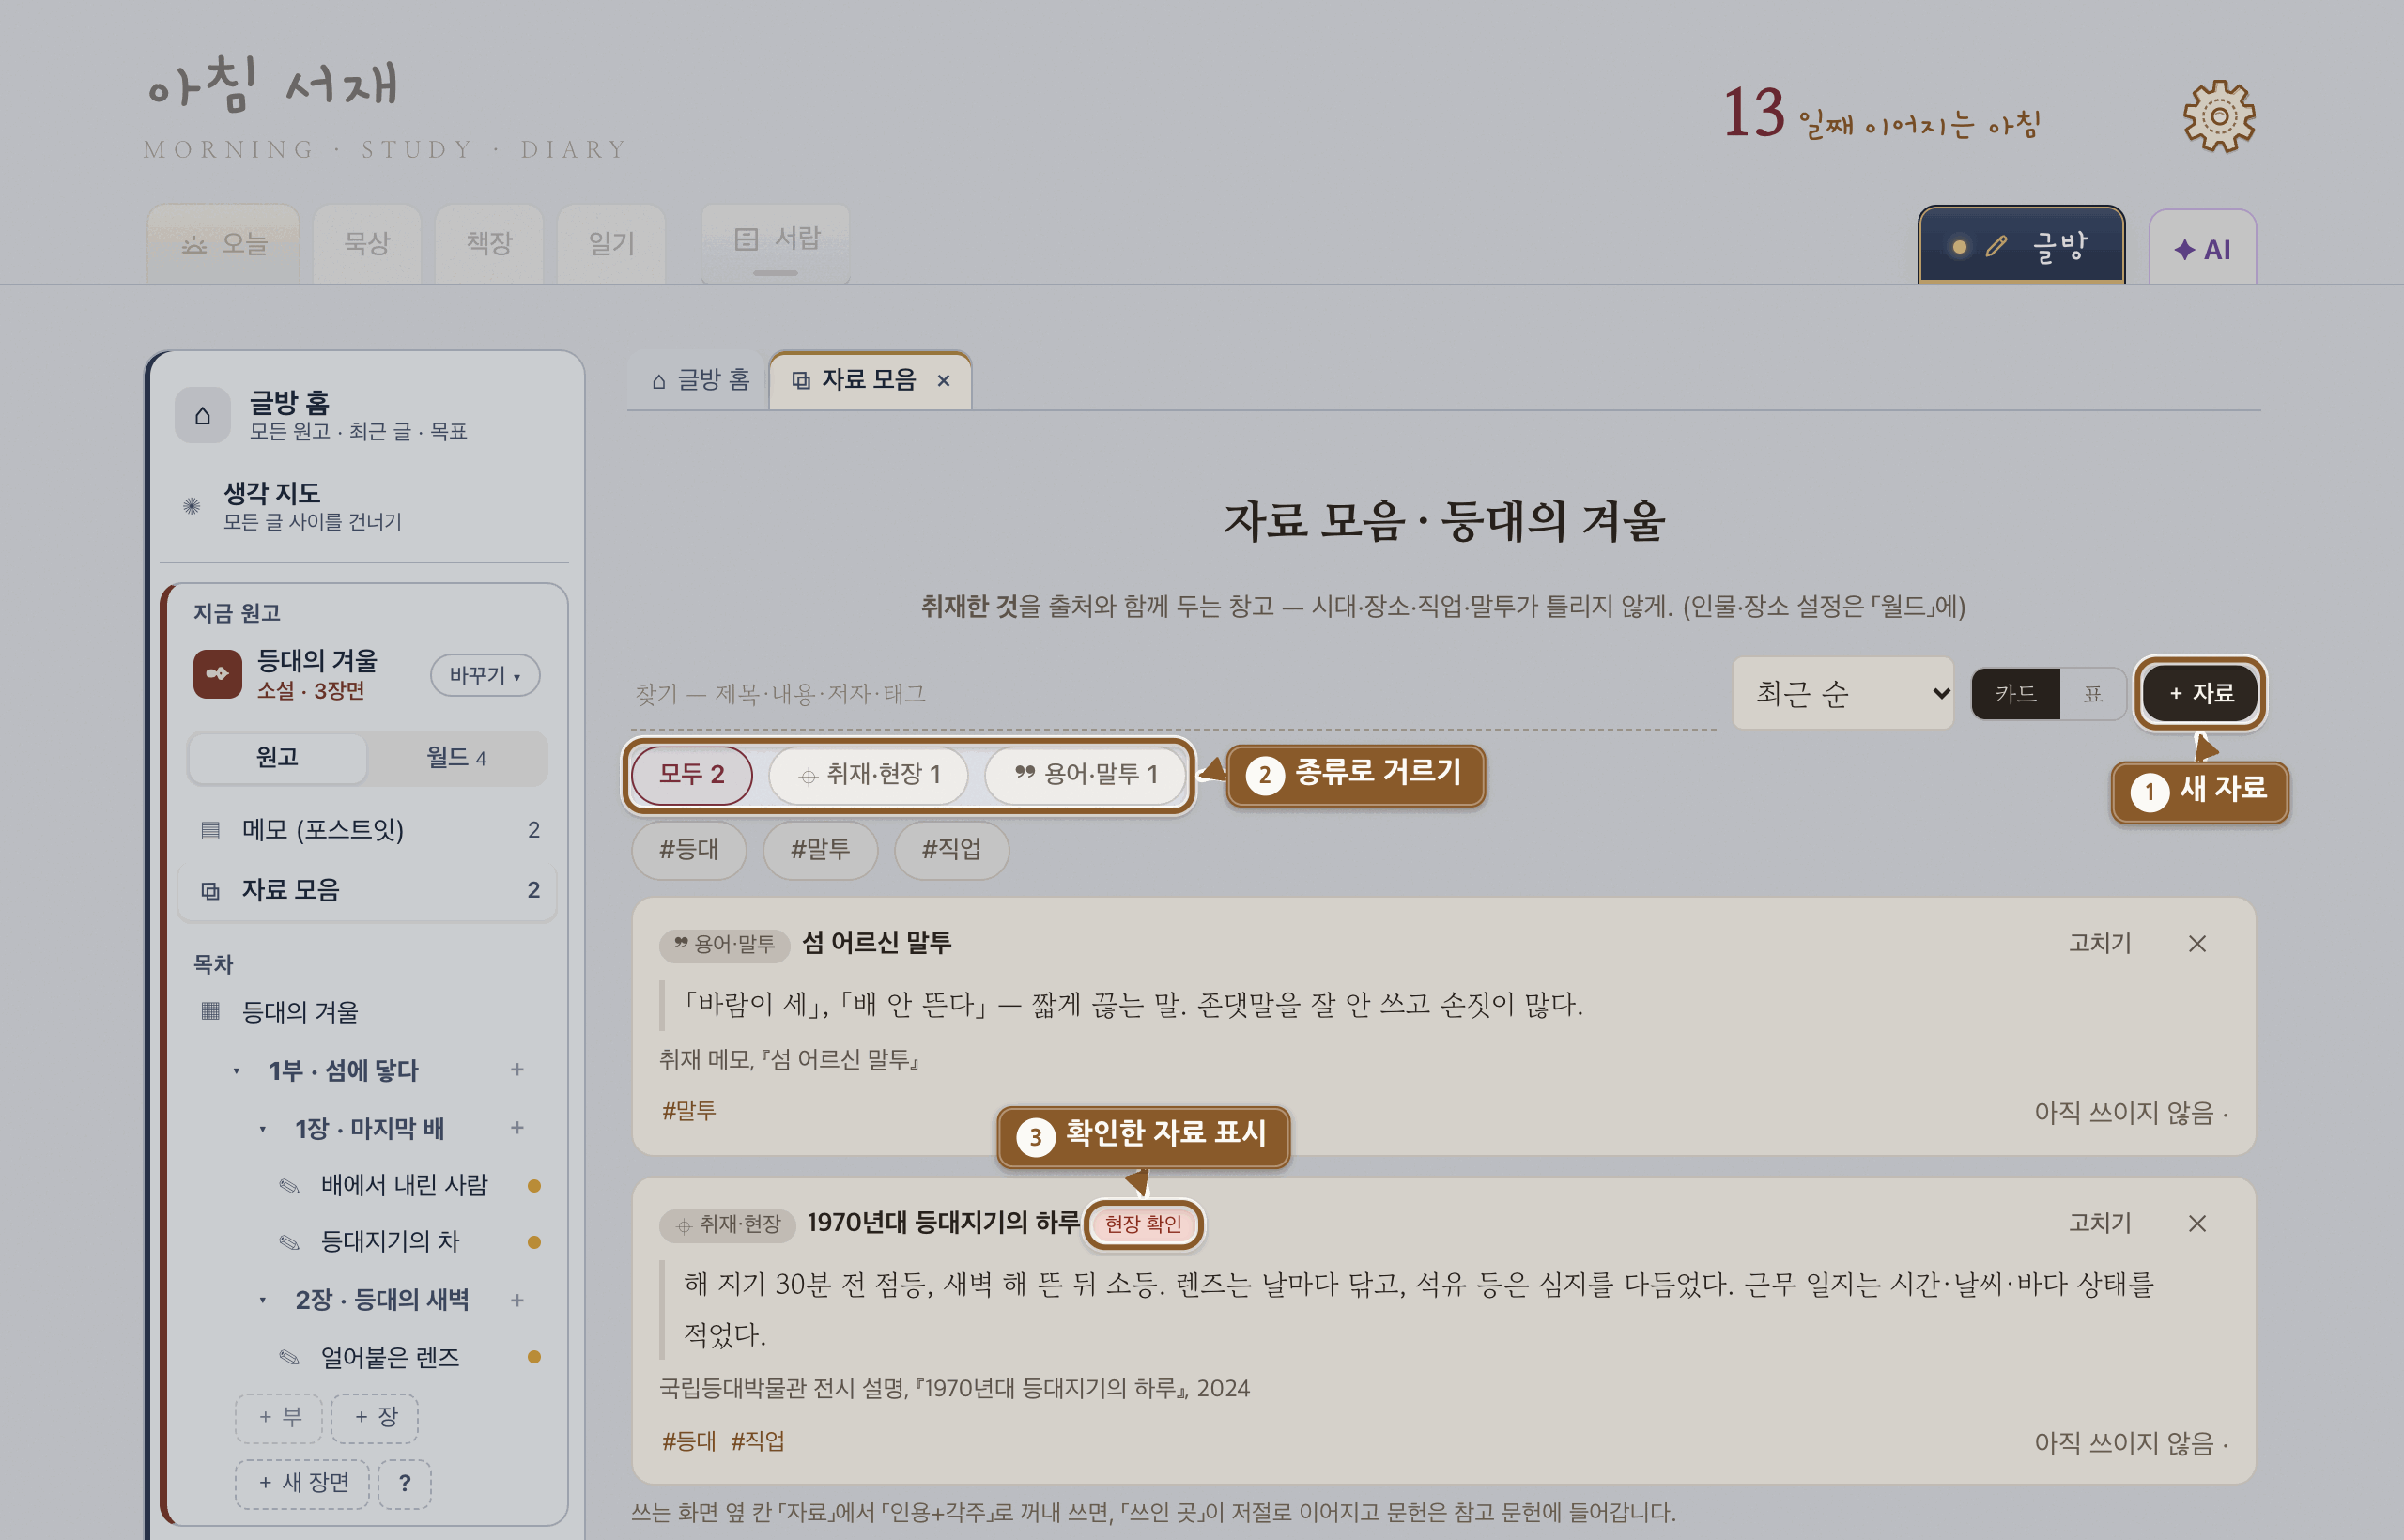 아침 서재
MORNING · STUDY · DIARY
13 일째 이어지는 아침
오늘
묵상
책장
일기
서랍
글방
AI
글방 홈
모든 원고 · 최근 글 · 목표
생각 지도
모든 글 사이를 건너기
지금 원고
등대의 겨울
소설 · 3장면
바꾸기 ▾
원고
월드 4
메모 (포스트잇) 2
자료 모음 2
목차
등대의 겨울
1부 · 섬에 닿다 +
1장 · 마지막 배 +
배에서 내린 사람
등대지기의 차
2장 · 등대의 새벽 +
얼어붙은 렌즈
+ 부
+ 장
+ 새 장면
?
글방 홈
자료 모음 ×
자료 모음 · 등대의 겨울
취재한 것을 출처와 함께 두는 창고 — 시대·장소·직업·말투가 틀리지 않게. (인물·장소 설정은 「월드」에)
찾기 — 제목·내용·저자·태그
최근 순
카드
표
+ 자료
1 새 자료
모두 2
취재·현장 1
❞ 용어·말투 1
2 종류로 거르기
#등대
#말투
#직업
❞ 용어·말투
섬 어르신 말투
고치기 ×
「바람이 세」, 「배 안 뜬다」 — 짧게 끊는 말. 존댓말을 잘 안 쓰고 손짓이 많다.
취재 메모, 『섬 어르신 말투』
#말투
아직 쓰이지 않음 ·
3 확인한 자료 표시
취재·현장
1970년대 등대지기의 하루
현장 확인
고치기 ×
해 지기 30분 전 점등, 새벽 해 뜬 뒤 소등. 렌즈는 날마다 닦고, 석유 등은 심지를 다듬었다. 근무 일지는 시간·날씨·바다 상태를
적었다.
국립등대박물관 전시 설명, 『1970년대 등대지기의 하루』, 2024
#등대 #직업
아직 쓰이지 않음 ·
쓰는 화면 옆 칸 「자료」에서 「인용+각주」로 꺼내 쓰면, 「쓰인 곳」이 저절로 이어지고 문헌은 참고 문헌에 들어갑니다.